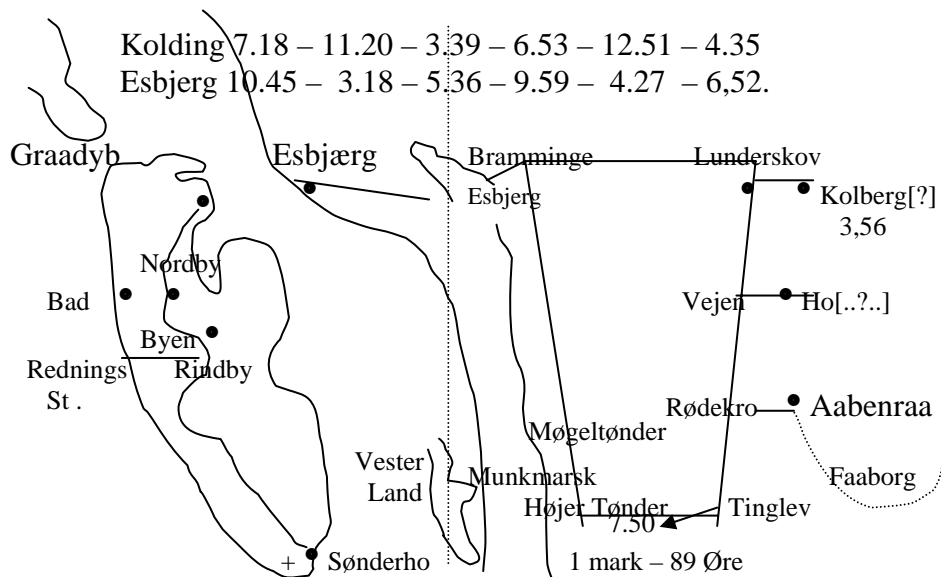 Kolding 7.18 – 11.20 – 3.39 – 6.53 – 12.51 – 4.35
Esbjerg 10.45 – 3.18 – 5.36 – 9.59 – 4.27 – 6,52.
Graadyb
Esbjærg
Bramminge
Lunderskov
Esbjerg
Kolberg[?]
3,56
Nordby
Bad
Vejen
Ho[..?..]
Byen
Rednings
St .
Rindby
Rødekro
Aabenraa
Møgeltønder
Vester
Land
Munkmarsk
Faaborg
Højer Tønder
Tinglev
7.50
+ Sønderho
1 mark – 89 Øre